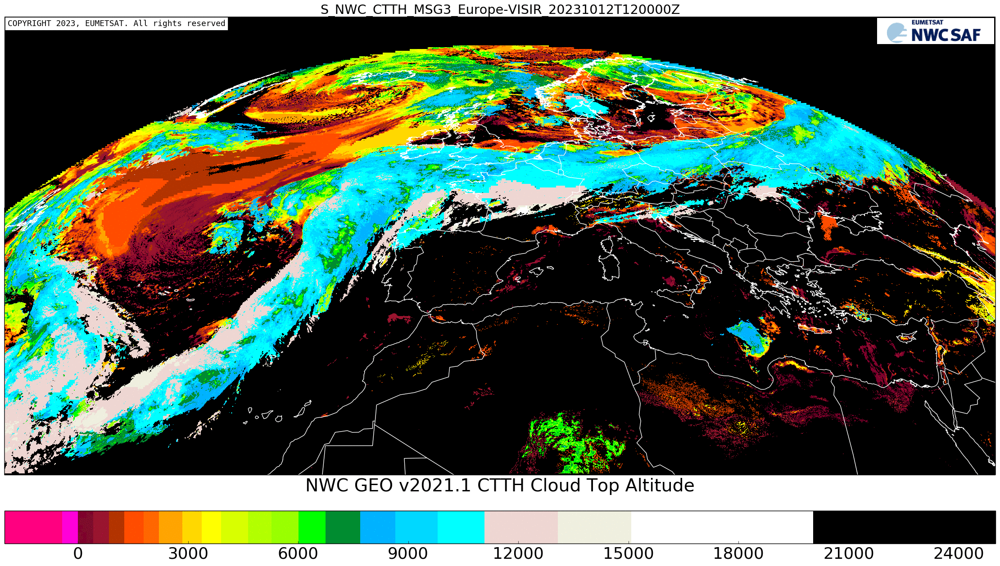 S_NWC_CTTH_MSG3_Europe-VISIR_20231012T120000Z
COPYRIGHT 2023, EUMETSAT. All rights reserved
EUMETSAT
NWC SAF
NWC GEO v2021.1 CTTH Cloud Top Altitude
0 3000 6000 9000 12000 15000 18000 21000 24000